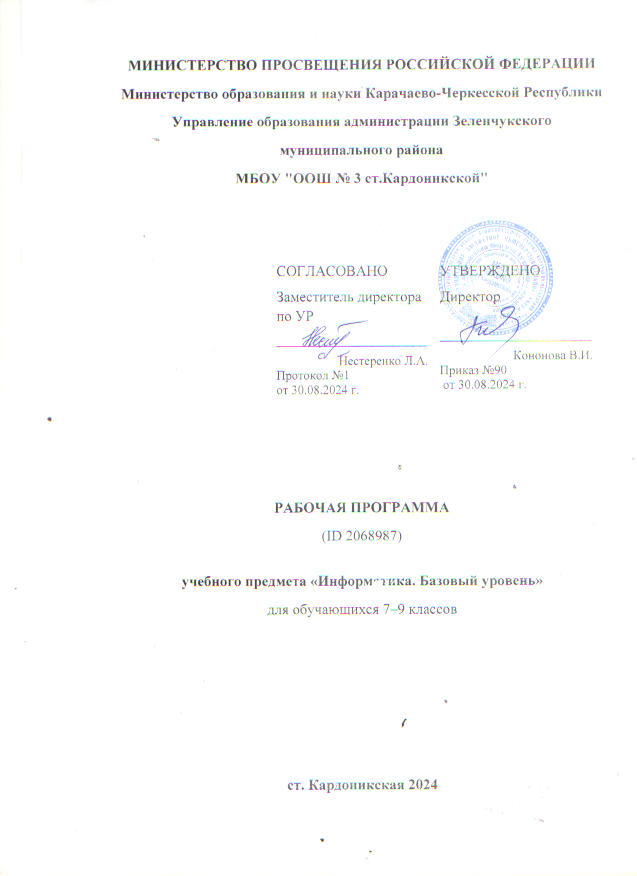 МИНИСТЕРСТВО ПРОСВЕЩЕНИЯ РОССИЙСКОЙ ФЕДЕРАЦИИ
Министерство образования и науки Карачаево-Черкесской Республики
Управление образования администрации Зеленчукского
муниципального района
МБОУ "ООШ № 3 ст.Кардоникской"
СОГЛАСОВАНО
Заместитель директора
по УР
Нестеренко Л.А.
Протокол №1
от 30.08.2024 г.
УТВЕРЖДЕНО
Директор
Кононова В.И.
Приказ №90
от 30.08.2024 г.
РАБОЧАЯ ПРОГРАММА
(ID 2068987)
учебного предмета «Информатика. Базовый уровень»
для обучающихся 7–9 классов
ст. Кардоникская 2024